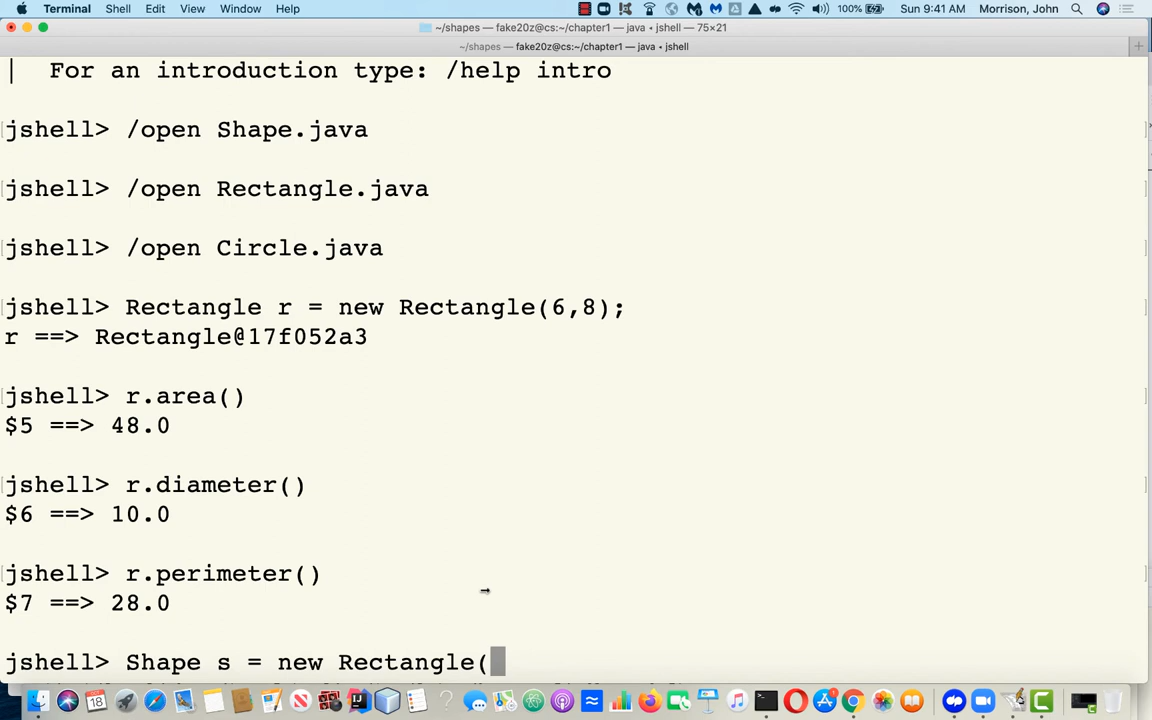 Terminal Shell Edit View Window Help 100% Sun 9:41 AM Morrison, John
~/shapes — fake20z@cs:~/chapter1 — java ◂ jshell — 75×21
~/shapes — fake20z@cs:~/chapter1 — java ◂ jshell
| For an introduction type: /help intro
jshell> /open Shape.java
jshell> /open Rectangle.java
jshell> /open Circle.java
jshell> Rectangle r = new Rectangle(6,8);
r ==> Rectangle@17f052a3
jshell> r.area()
$5 ==> 48.0
jshell> r.diameter()
$6 ==> 10.0
jshell> r.perimeter()
$7 ==> 28.0
jshell> Shape s = new Rectangle(
18